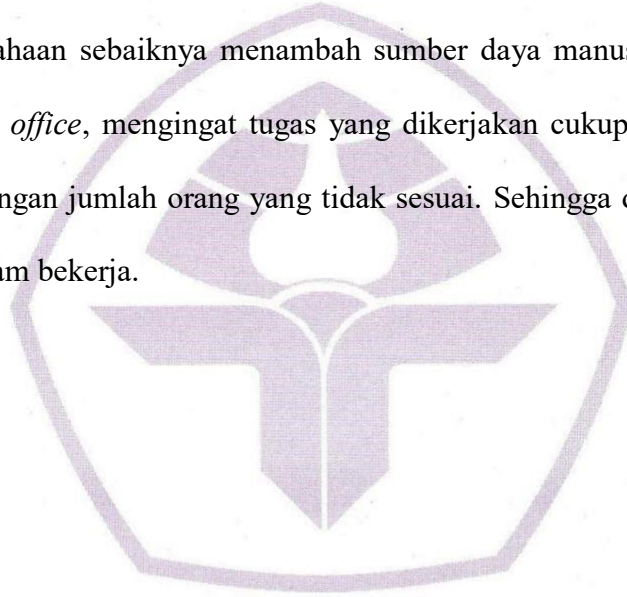 ahaan sebaiknya menambah sumber daya manus
office, mengingat tugas yang dikerjakan cukup
ngan jumlah orang yang tidak sesuai. Sehingga
am bekerja.